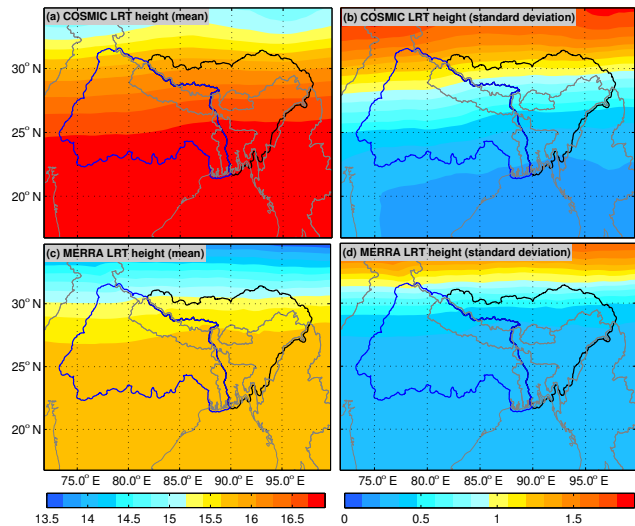 (a) COSMIC LRT height (mean)
(b) COSMIC LRT height (standard deviation)
30° N
25° N
20° N
(c) MERRA LRT height (mean)
(d) MERRA LRT height (standard deviation)
30° N
25° N
20° N
75.0° E 80.0° E 85.0° E 90.0° E 95.0° E
75.0° E 80.0° E 85.0° E 90.0° E 95.0° E
13.5 14 14.5 15 15.5 16 16.5
0 0.5 1 1.5